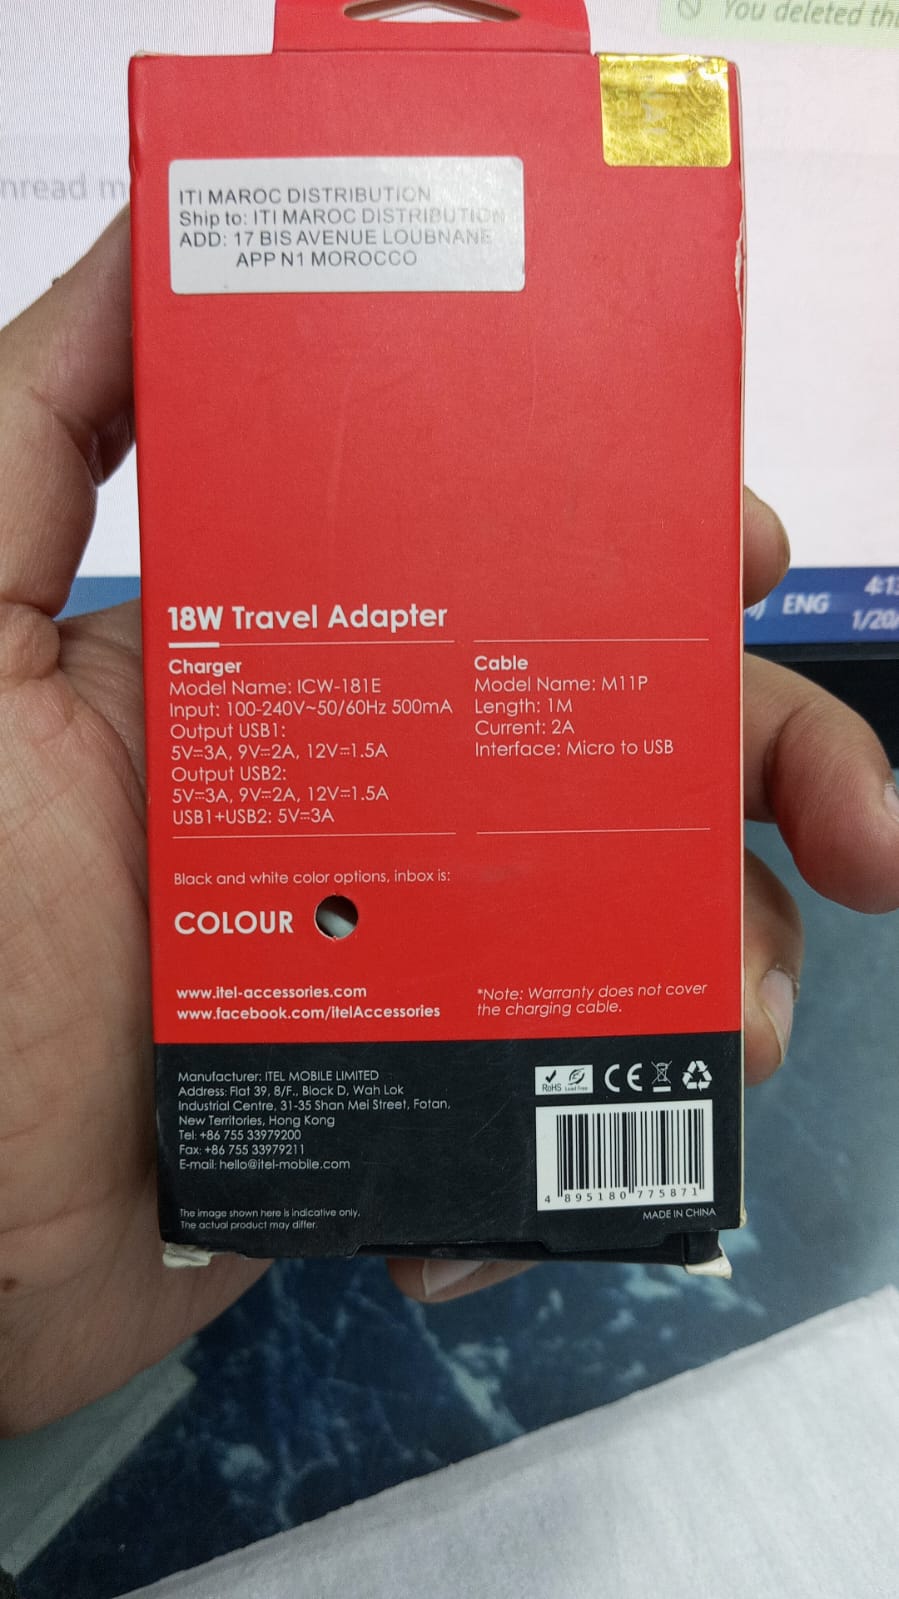 You deleted
ITI MAROC DISTRIBUTION
Ship to: ITI MAROC DISTRIBUTION
ADD: 17 BIS AVENUE LOUBNANE
APP N1 MOROCCO
18W Travel Adapter
Charger
Model Name: ICW-181E
Input: 100-240V~50/60Hz 500mA
Output USB1:
5V⎓3A, 9V⎓2A, 12V⎓1.5A
Output USB2:
5V⎓3A, 9V⎓2A, 12V⎓1.5A
USB1+USB2: 5V⎓3A
Cable
Model Name: M11P
Length: 1M
Current: 2A
Interface: Micro to USB
ENG
Black and white color options, inbox is:
COLOUR
www.itel-accessories.com
www.facebook.com/itelAccessories
*Note: Warranty does not cover
the charging cable.
Manufacturer: ITEL MOBILE LIMITED
Address: Flat 39, 8/F., Block D, Wah Lok
Industrial Centre, 31-35 Shan Mei Street, Fotan,
New Territories, Hong Kong
Tel: +86 755 33979200
Fax: +86 755 33979211
E-mail: hello@itel-mobile.com
The image shown here is indicative only.
The actual product may differ.
RoHS Lead Free CE
4 895180 775871
MADE IN CHINA